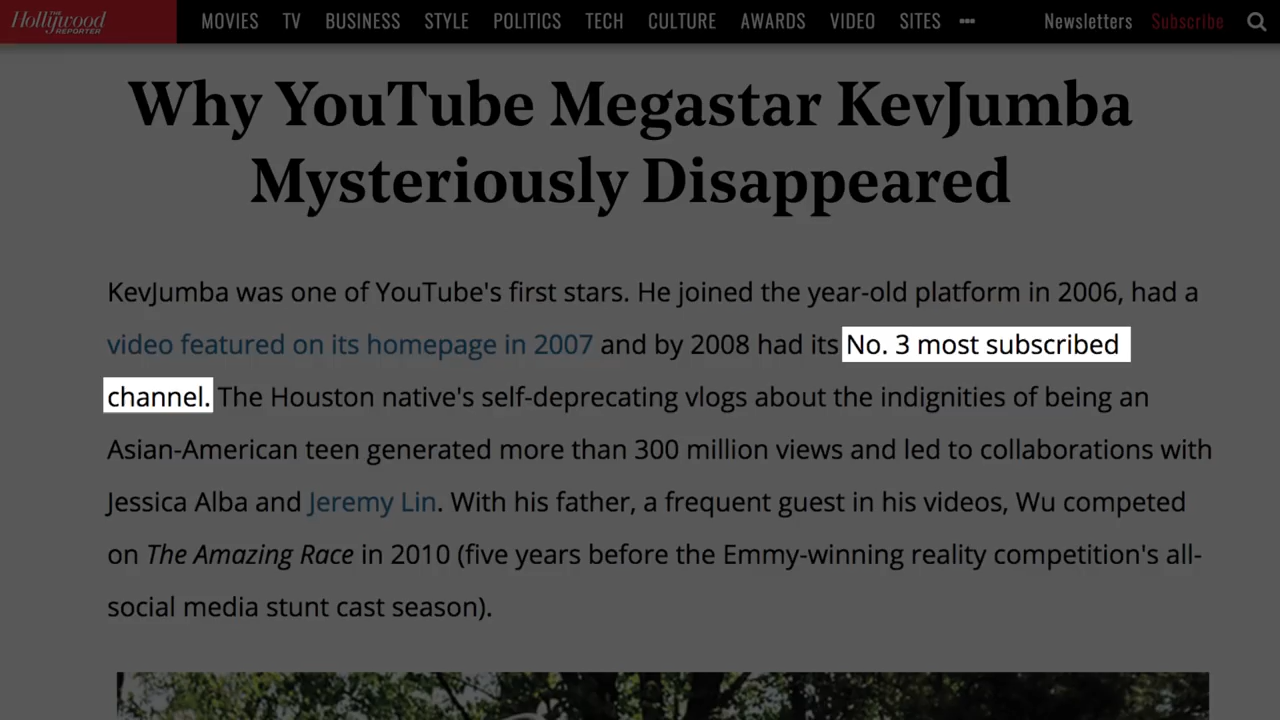 The Hollywood REPORTER MOVIES TV BUSINESS STYLE POLITICS TECH CULTURE AWARDS VIDEO SITES ••• Newsletters Subscribe
Why YouTube Megastar KevJumba
Mysteriously Disappeared
KevJumba was one of YouTube's first stars. He joined the year-old platform in 2006, had a
video featured on its homepage in 2007 and by 2008 had its No. 3 most subscribed
channel. The Houston native's self-deprecating vlogs about the indignities of being an
Asian-American teen generated more than 300 million views and led to collaborations with
Jessica Alba and Jeremy Lin. With his father, a frequent guest in his videos, Wu competed
on The Amazing Race in 2010 (five years before the Emmy-winning reality competition's all-
social media stunt cast season).